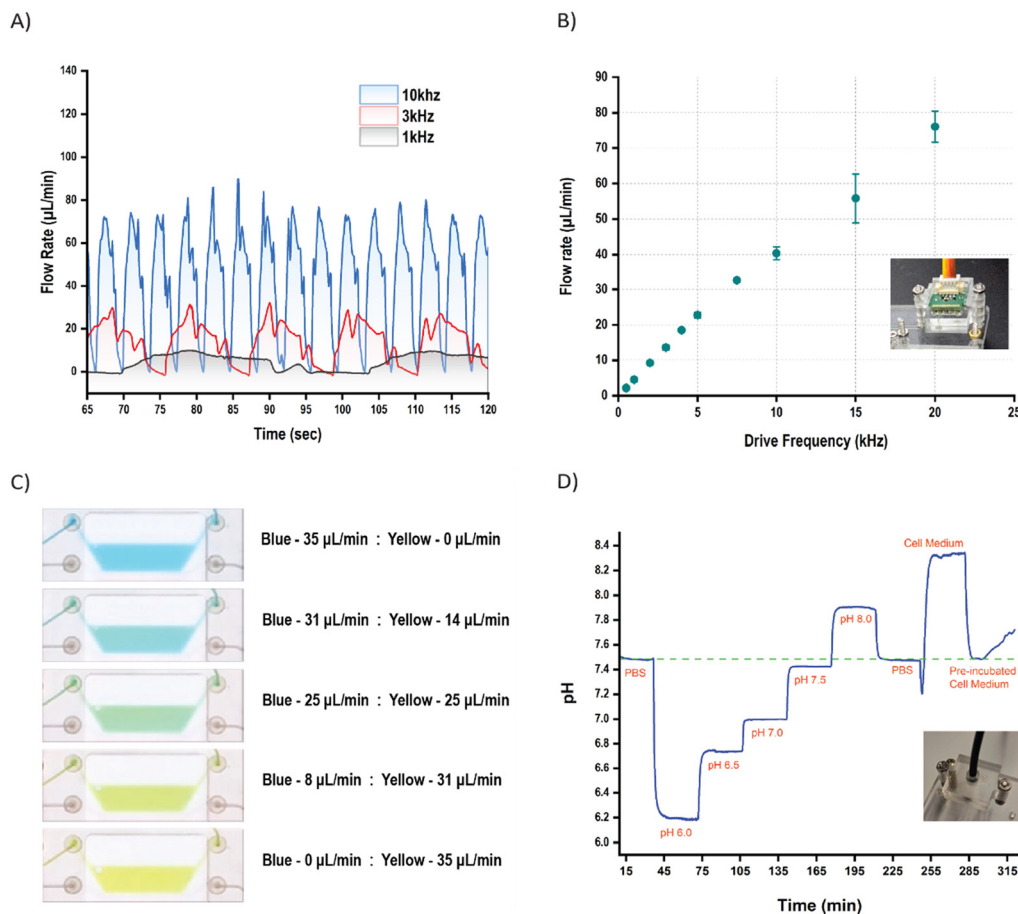 A)
140
120
100
80
60
40
20
0
Flow Rate (µL/min)
10khz
3kHz
1kHz
65 70 75 80 85 90 95 100 105 110 115 120
Time (sec)
B)
90
80
70
60
50
40
30
20
10
0
Flow rate (µL/min)
0 5 10 15 20 25
Drive Frequency (kHz)
C)
Blue - 35 µL/min : Yellow - 0 µL/min
Blue - 31 µL/min : Yellow - 14 µL/min
Blue - 25 µL/min : Yellow - 25 µL/min
Blue - 8 µL/min : Yellow - 31 µL/min
Blue - 0 µL/min : Yellow - 35 µL/min
D)
8.4
8.2
8.0
7.8
7.6
7.4
7.2
7.0
6.8
6.6
6.4
6.2
6.0
pH
Cell Medium
pH 8.0
PBS
pH 7.5
PBS
Pre-incubated
Cell Medium
pH 7.0
pH 6.5
pH 6.0
15 45 75 105 135 165 195 225 255 285 315
Time (min)